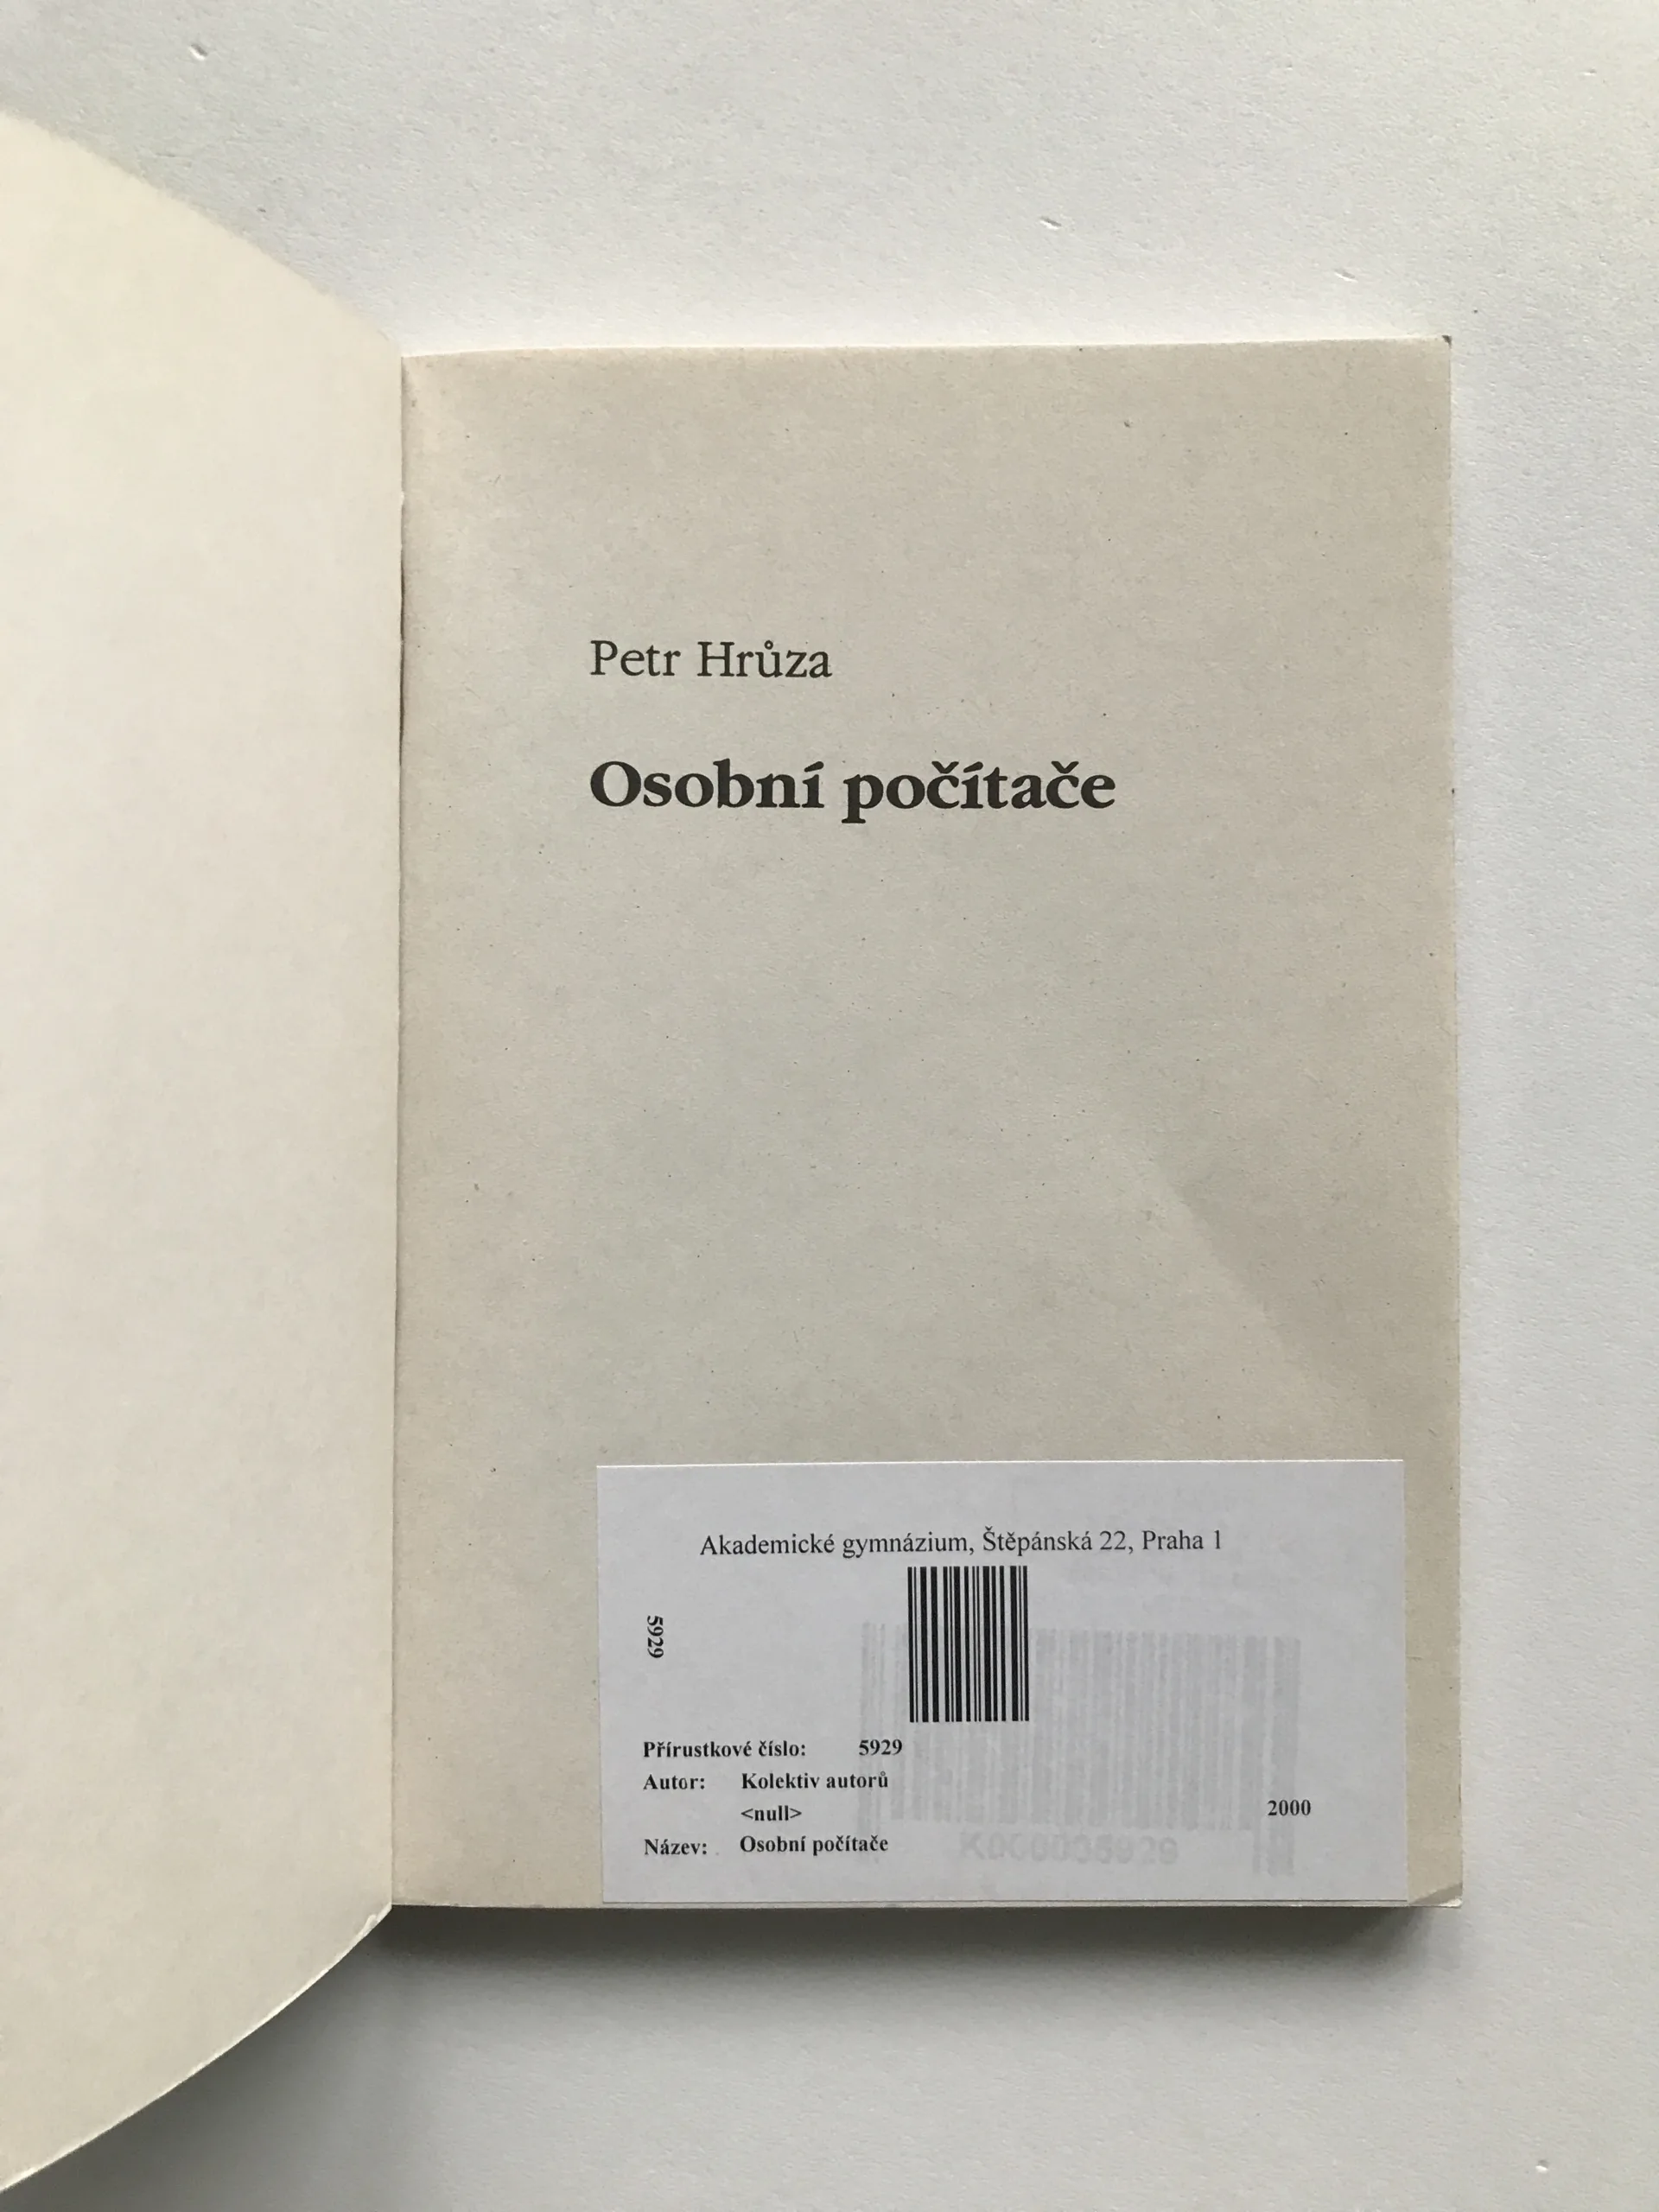 Petr Hrůza
Osobní počítače
Akademické gymnázium, Štěpánská 22, Praha 1
5929
Přírustkové číslo: 5929
Autor: Kolektiv autorů
<null> 2000
Název: Osobní počítače
K000005929